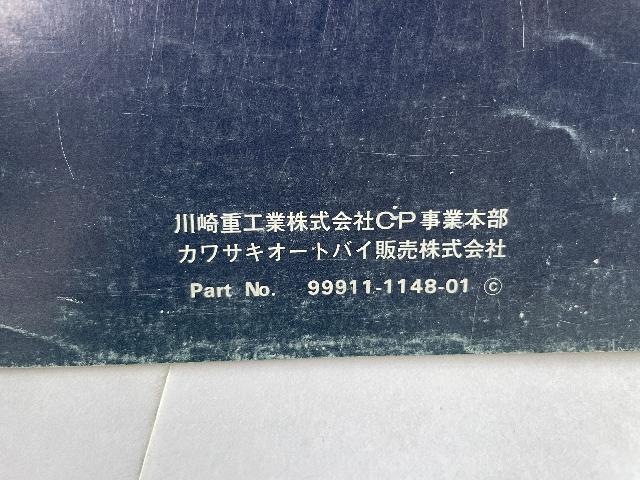 川崎重工業株式会社CP事業本部
カワサキオートバイ販売株式会社
Part No. 99911-1148-01 ©